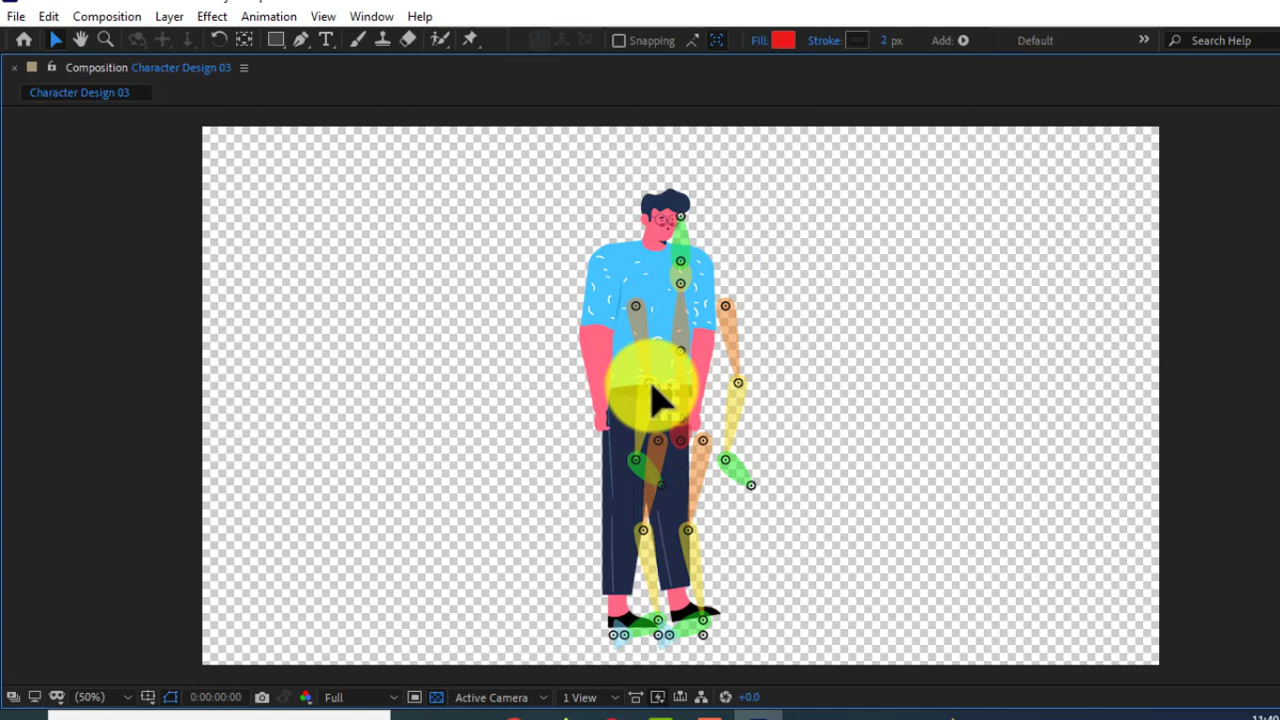 File Edit Composition Layer Effect Animation View Window Help
Snapping Fill: Stroke: 2 px Add: Default Search Help
Composition Character Design 03
Character Design 03
(50%) 0:00:00:00 Full Active Camera 1 View +0.0